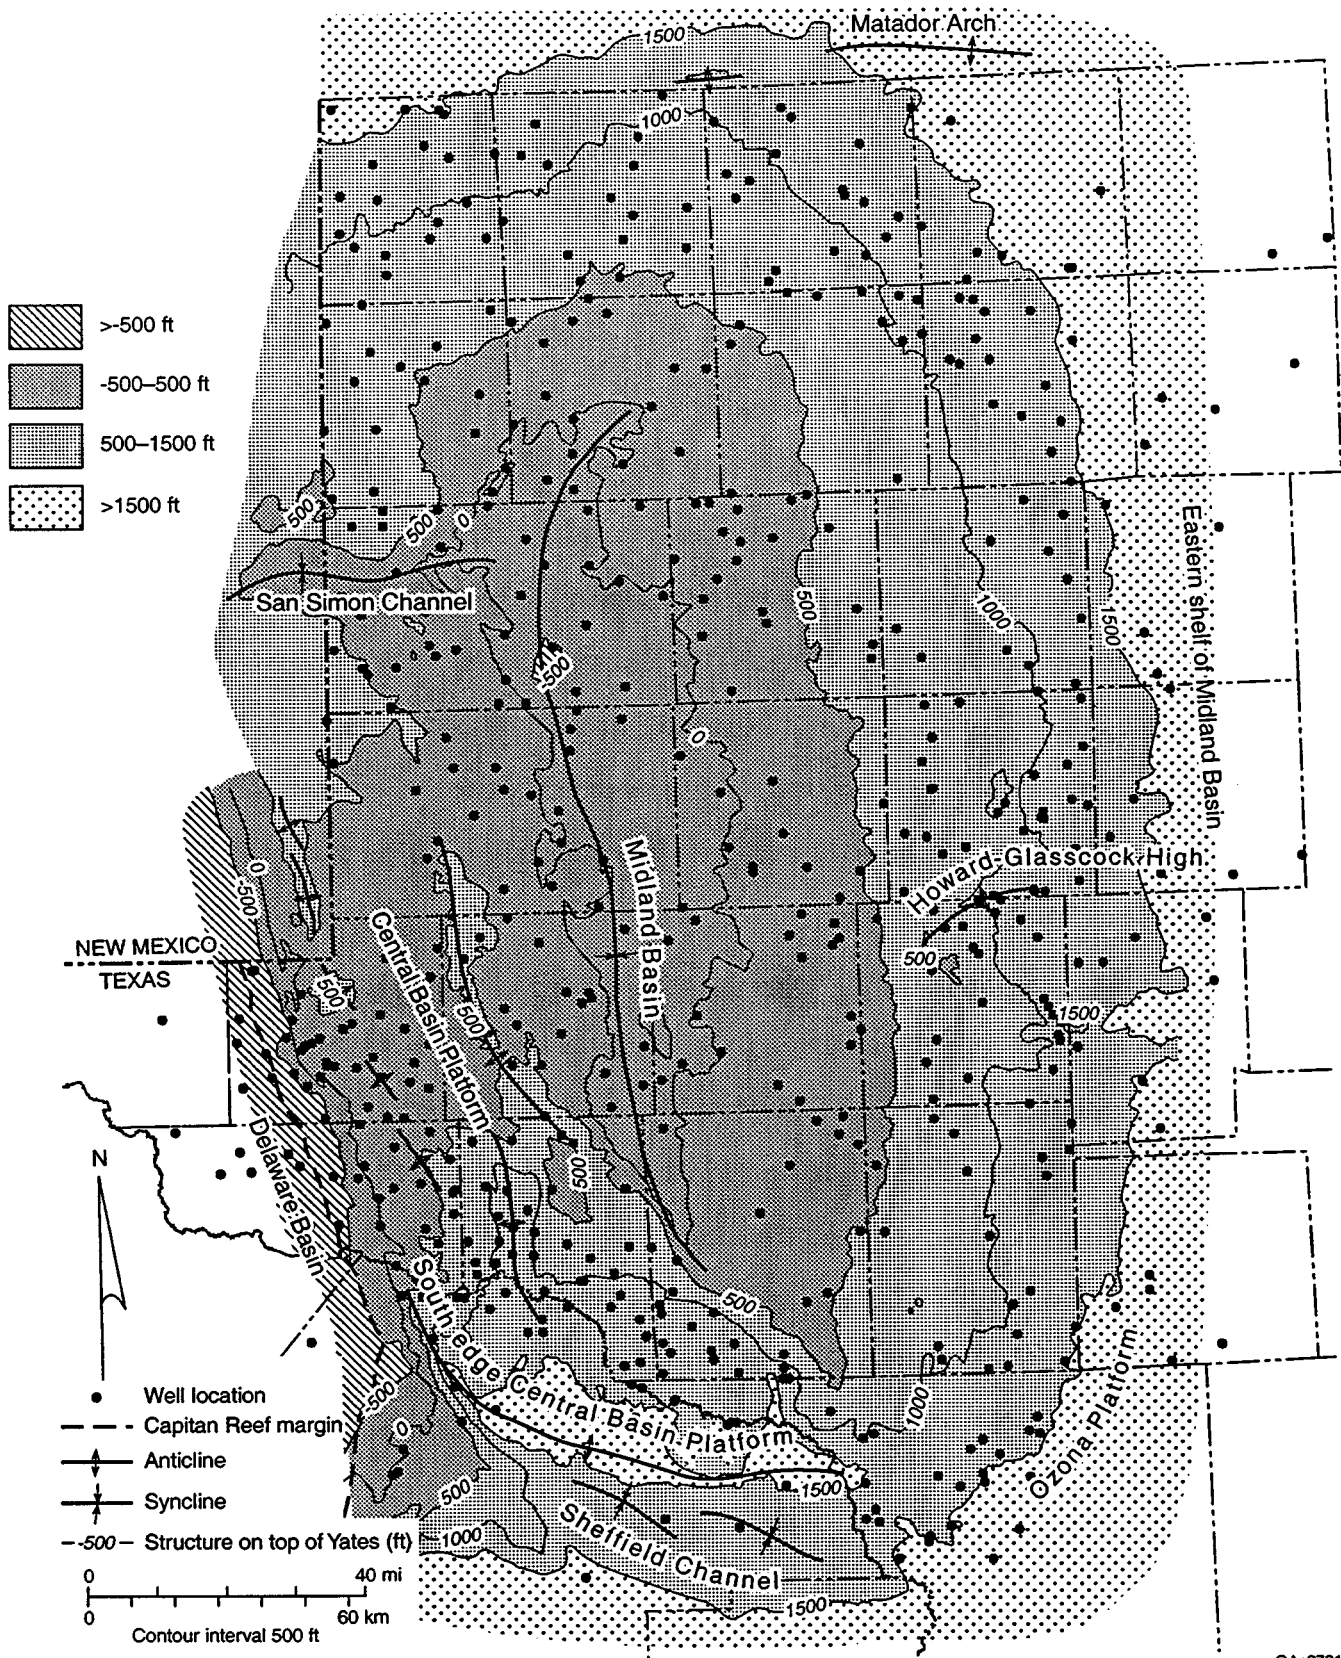 Matador Arch
1500
1000
>-500 ft
-500–500 ft
500–1500 ft
>1500 ft
500
500
0
San Simon Channel
500
1000
1500
Eastern shelf of Midland Basin
-500
0
0
-500
Midland Basin
Howard-Glasscock High
Central Basin Platform
500
NEW MEXICO
TEXAS
500
500
1500
Delaware Basin
N
500
South edge Central Basin Platform
500
-500
0
1000
Ozona Platform
1500
500
1000
Sheffield Channel
1500
Well location
Capitan Reef margin
Anticline
Syncline
-500 Structure on top of Yates (ft)
0 40 mi
0 60 km
Contour interval 500 ft